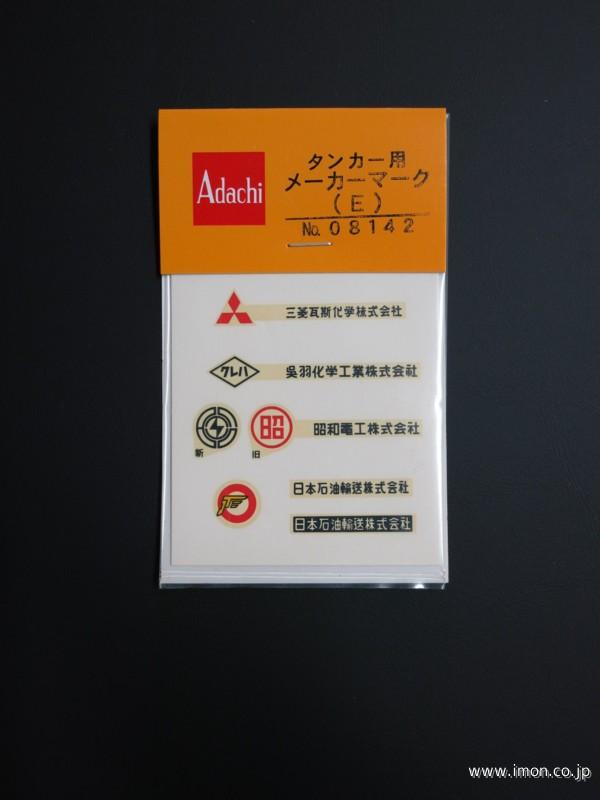 Adachi
タンカー用
メーカーマーク
(E)
No. 08142
三菱瓦斯化学株式会社
クレハ
呉羽化学工業株式会社
昭
昭和電工株式会社
新
旧
日本石油輸送株式会社
日本石油輸送株式会社
www.imon.co.jp